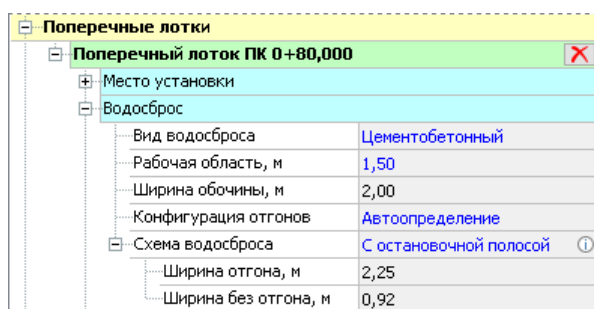 Поперечные лотки
Поперечный лоток ПК 0+80,000
Место установки
Водосброс
Вид водосброса Цементобетонный
Рабочая область, м 1,50
Ширина обочины, м 2,00
Конфигурация отгонов Автоопределение
Схема водосброса С остановочной полосой
Ширина отгона, м 2,25
Ширина без отгона, м 0,92